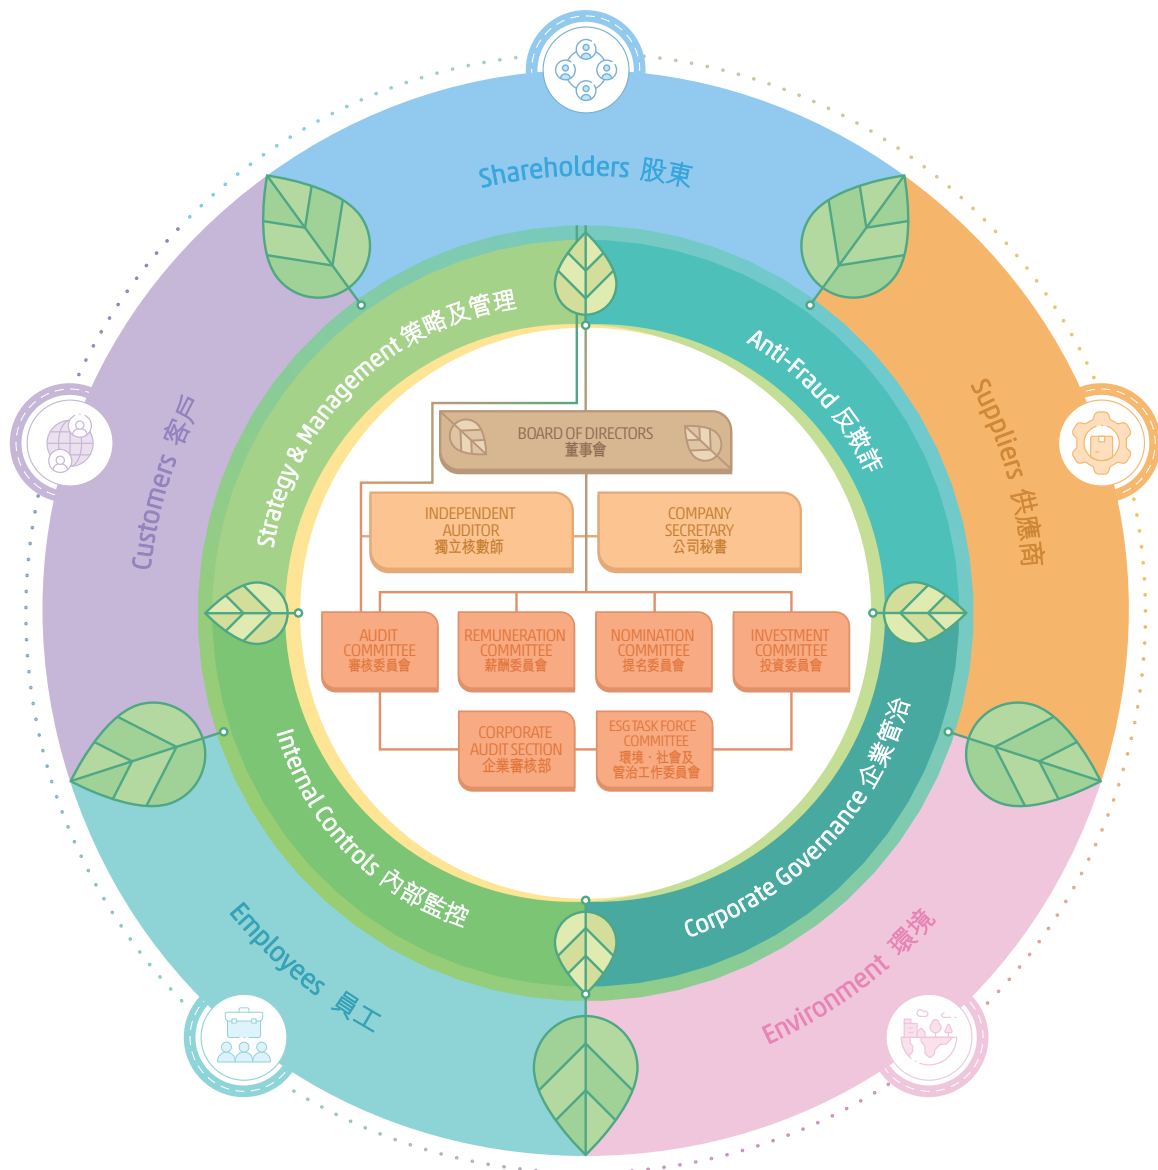 Shareholders 股東
Suppliers 供應商
Customers 客戶
Employees 員工
Environment 環境
Strategy & Management 策略及管理
Anti-Fraud 反欺詐
Internal Controls 內部監控
Corporate Governance 企業管治
BOARD OF DIRECTORS
董事會
INDEPENDENT
AUDITOR
獨立核數師
COMPANY
SECRETARY
公司秘書
AUDIT
COMMITTEE
審核委員會
REMUNERATION
COMMITTEE
薪酬委員會
NOMINATION
COMMITTEE
提名委員會
INVESTMENT
COMMITTEE
投資委員會
CORPORATE
AUDIT SECTION
企業審核部
ESG TASK FORCE
COMMITTEE
環境‧社會及
管治工作委員會